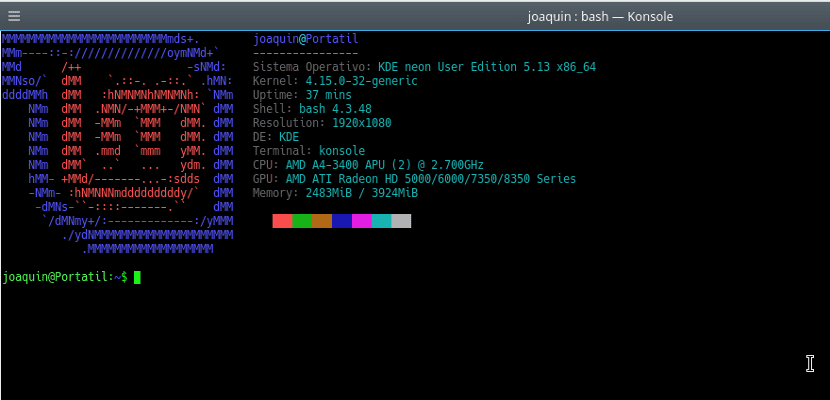 joaquin : bash — Konsole
MMMMMMMMMMMMMMMMMMMMMMMMMmds+.
MMm----::-://////////////oymNMd+`
MMd      /++                -sNMd:
MMNso/`  dMM    `.::-. .-::.` .hMN:
ddddMMh  dMM   :hNMNMNhNMNMNh: `NMm
    NMm  dMM  .NMN/-+MMM+-/NMN` dMM
    NMm  dMM  -MMm  `MMM   dMM. dMM
    NMm  dMM  -MMm  `MMM   dMM. dMM
    NMm  dMM  .mmd  `mmm   yMM. dMM
    NMm  dMM`  ..`   ...   ydm. dMM
    hMM- +MMd/-------...-:sdds  dMM
    -NMm- :hNMNNNmdddddddddy/`  dMM
     -dMNs-``-::::-------.``    dMM
      `/dMNmy+/:-------------:/yMMM
         ./ydNMMMMMMMMMMMMMMMMMMMMM
            .MMMMMMMMMMMMMMMMMMM
joaquin@Portatil
----------------
Sistema Operativo: KDE neon User Edition 5.13 x86_64
Kernel: 4.15.0-32-generic
Uptime: 37 mins
Shell: bash 4.3.48
Resolution: 1920x1080
DE: KDE
Terminal: konsole
CPU: AMD A4-3400 APU (2) @ 2.700GHz
GPU: AMD ATI Radeon HD 5000/6000/7350/8350 Series
Memory: 2483MiB / 3924MiB
joaquin@Portatil:~$